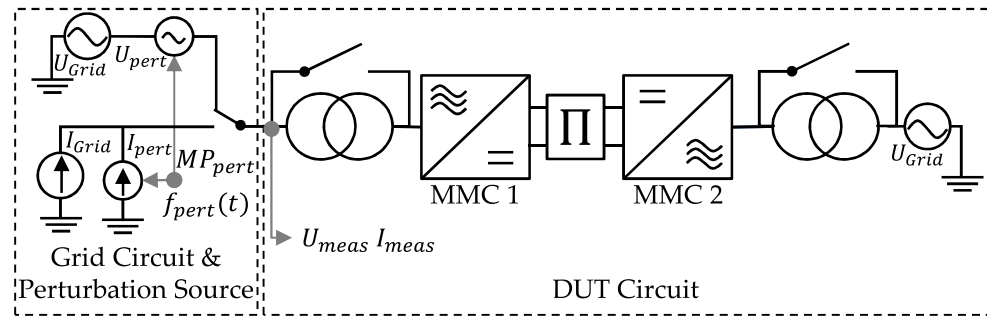 U_Grid U_pert
I_Grid I_pert MP_pert
f_pert(t)
Grid Circuit &
Perturbation Source
U_meas I_meas
MMC 1
Π
MMC 2
U_Grid
DUT Circuit